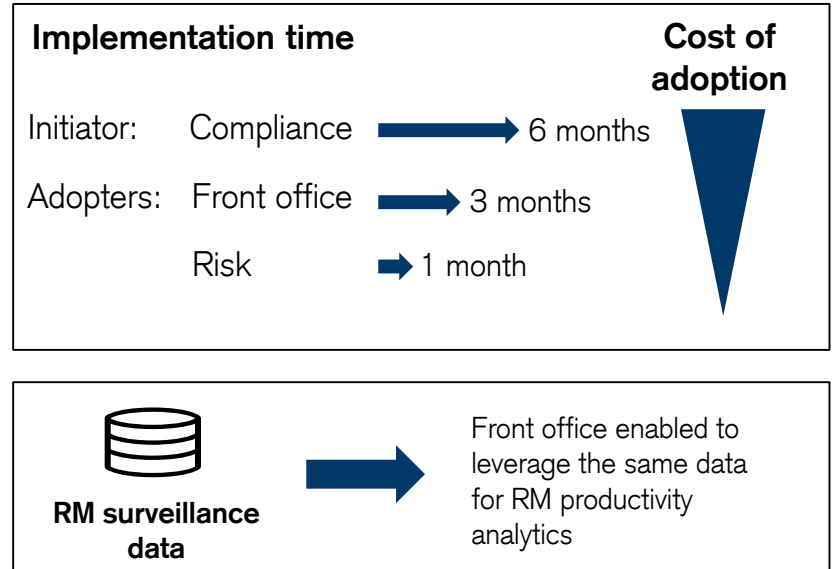 Implementation time
Cost of
adoption
Initiator: Compliance 6 months
Adopters: Front office 3 months
Risk 1 month
RM surveillance
data
Front office enabled to
leverage the same data
for RM productivity
analytics